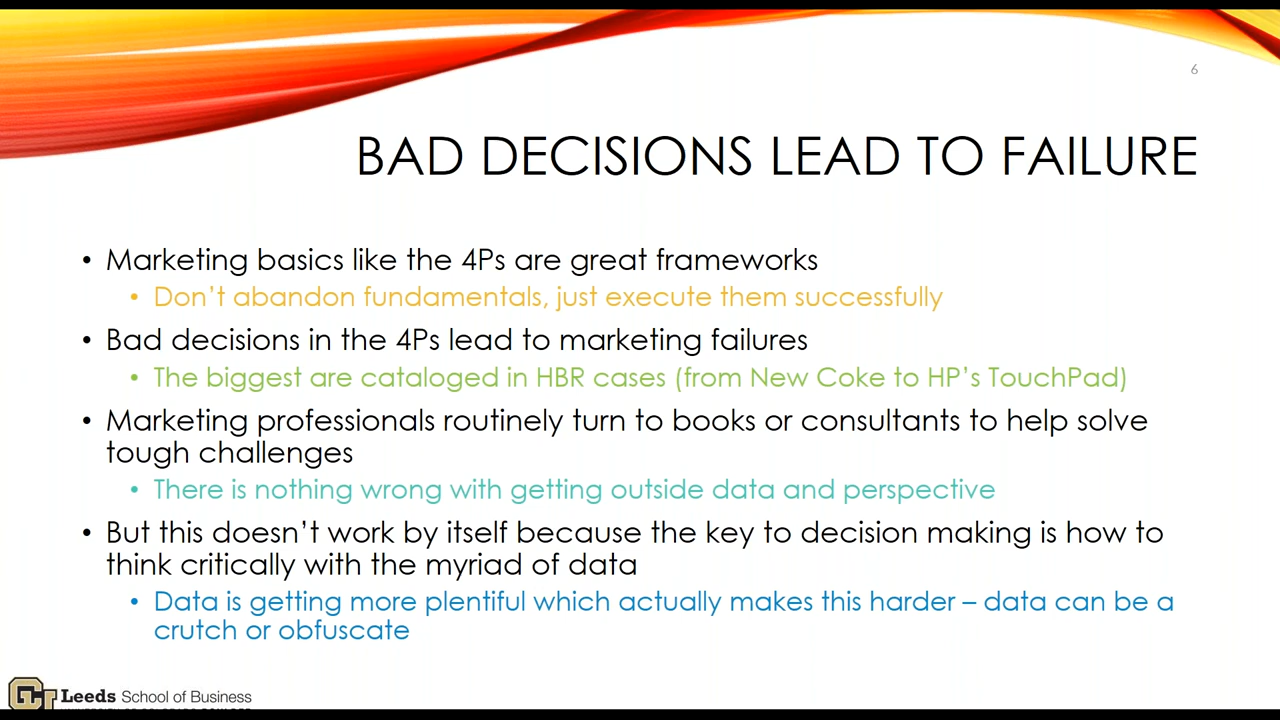 6
BAD DECISIONS LEAD TO FAILURE
• Marketing basics like the 4Ps are great frameworks
• Don’t abandon fundamentals, just execute them successfully
• Bad decisions in the 4Ps lead to marketing failures
• The biggest are cataloged in HBR cases (from New Coke to HP’s TouchPad)
• Marketing professionals routinely turn to books or consultants to help solve
tough challenges
• There is nothing wrong with getting outside data and perspective
• But this doesn’t work by itself because the key to decision making is how to
think critically with the myriad of data
• Data is getting more plentiful which actually makes this harder – data can be a
crutch or obfuscate
Leeds School of Business